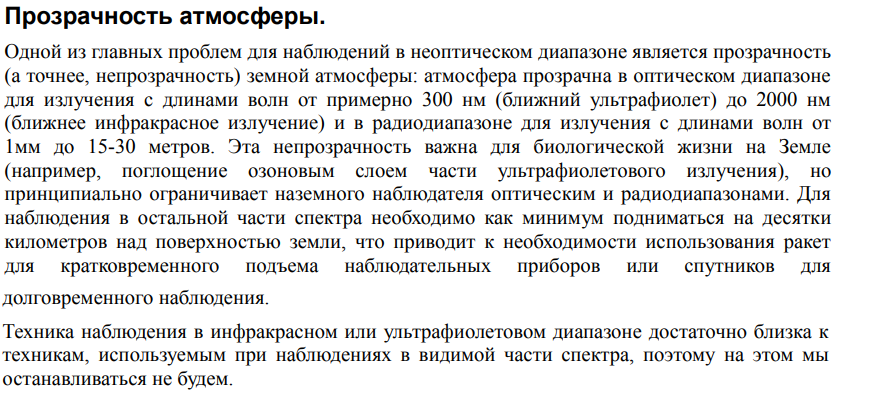 Прозрачность атмосферы.
Одной из главных проблем для наблюдений в неоптическом диапазоне является прозрачность
(а точнее, непрозрачность) земной атмосферы: атмосфера прозрачна в оптическом диапазоне
для излучения с длинами волн от примерно 300 нм (ближний ультрафиолет) до 2000 нм
(ближнее инфракрасное излучение) и в радиодиапазоне для излучения с длинами волн от
1мм до 15-30 метров. Эта непрозрачность важна для биологической жизни на Земле
(например, поглощение озоновым слоем части ультрафиолетового излучения), но
принципиально ограничивает наземного наблюдателя оптическим и радиодиапазонами. Для
наблюдения в остальной части спектра необходимо как минимум подниматься на десятки
километров над поверхностью земли, что приводит к необходимости использования ракет
для кратковременного подъема наблюдательных приборов или спутников для
долговременного наблюдения.
Техника наблюдения в инфракрасном или ультрафиолетовом диапазоне достаточно близка к
техникам, используемым при наблюдениях в видимой части спектра, поэтому на этом мы
останавливаться не будем.